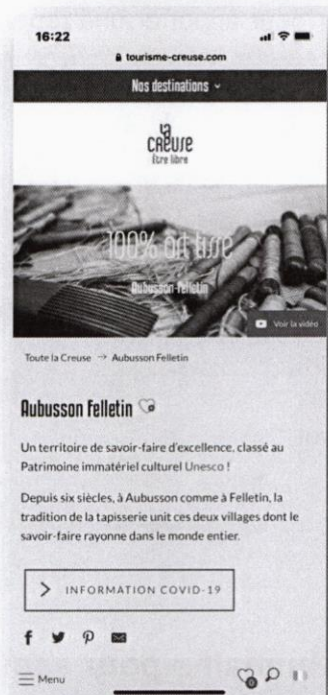 16:22
tourisme-creuse.com
Nos destinations
la
CREUSE
Être libre
100% art tissé
Aubusson-Felletin
Voir la vidéo
Toute la Creuse → Aubusson Felletin
Aubusson Felletin
Un territoire de savoir-faire d'excellence, classé au
Patrimoine immatériel culturel Unesco !
Depuis six siècles, à Aubusson comme à Felletin, la
tradition de la tapisserie unit ces deux villages dont le
savoir-faire rayonne dans le monde entier.
> INFORMATION COVID-19
Menu
0